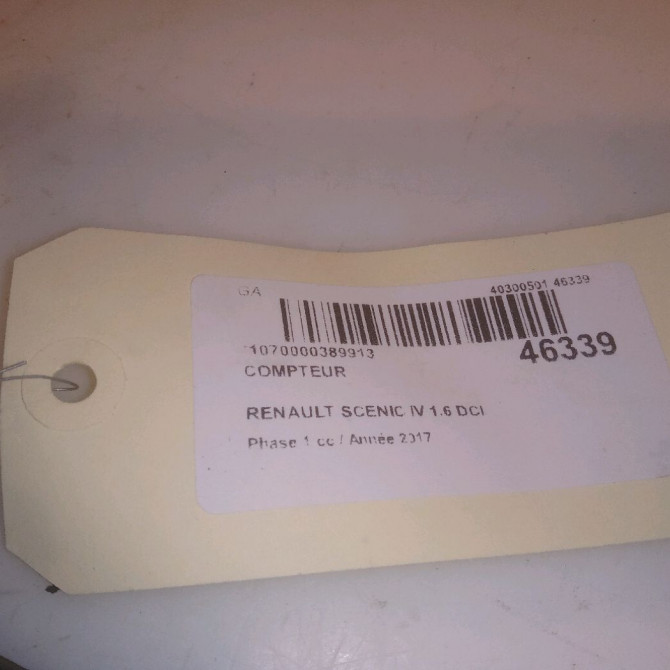 GA 40300501 46339
1070000389913 46339
COMPTEUR
RENAULT SCENIC IV 1.6 DCI
Phase 1 cc / Année 2017